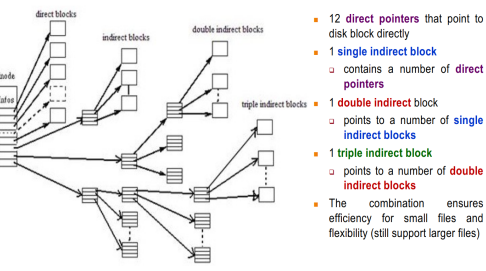 direct blocks
indirect blocks
double indirect blocks
triple indirect blocks
inode
infos
12 direct pointers that point to
disk block directly
1 single indirect block
contains a number of direct
pointers
1 double indirect block
points to a number of single
indirect blocks
1 triple indirect block
points to a number of double
indirect blocks
The combination ensures
efficiency for small files and
flexibility (still support larger files)